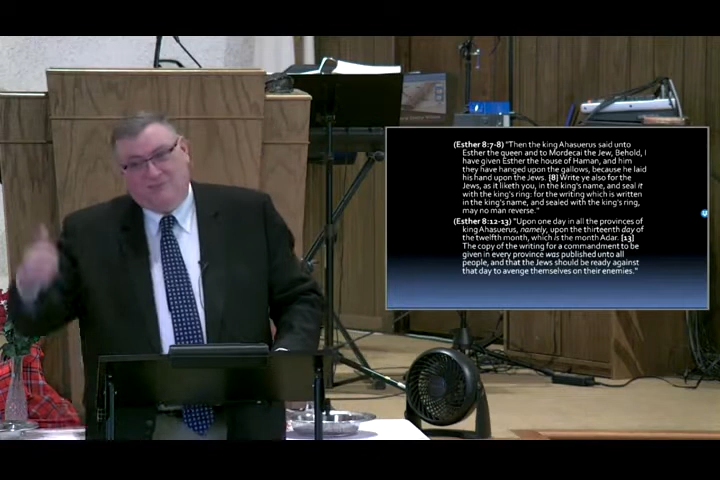 (Esther 8:7-8) "Then the king Ahasuerus said unto
Esther the queen and to Mordecai the Jew, Behold, I
have given Esther the house of Haman, and him
they have hanged upon the gallows, because he laid
his hand upon the Jews. [8] Write ye also for the
Jews, as it liketh you, in the king's name, and seal it
with the king's ring: for the writing which is written
in the king's name, and sealed with the king's ring,
may no man reverse."
(Esther 8:12-13) "Upon one day in all the provinces of
king Ahasuerus, namely, upon the thirteenth day of
the twelfth month, which is the month Adar. [13]
The copy of the writing for a commandment to be
given in every province was published unto all
people, and that the Jews should be ready against
that day to avenge themselves on their enemies."